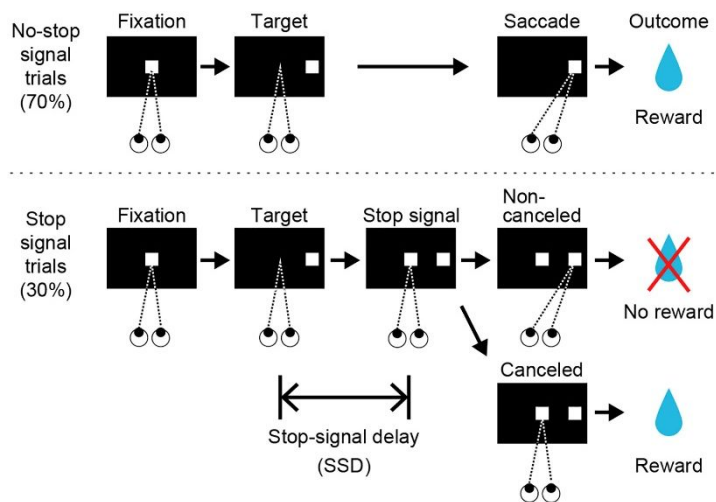 No-stop
signal
trials
(70%)
Fixation
Target
Saccade
Outcome
Reward
Stop
signal
trials
(30%)
Fixation
Target
Stop signal
Non-
canceled
No reward
Canceled
Stop-signal delay
(SSD)
Reward